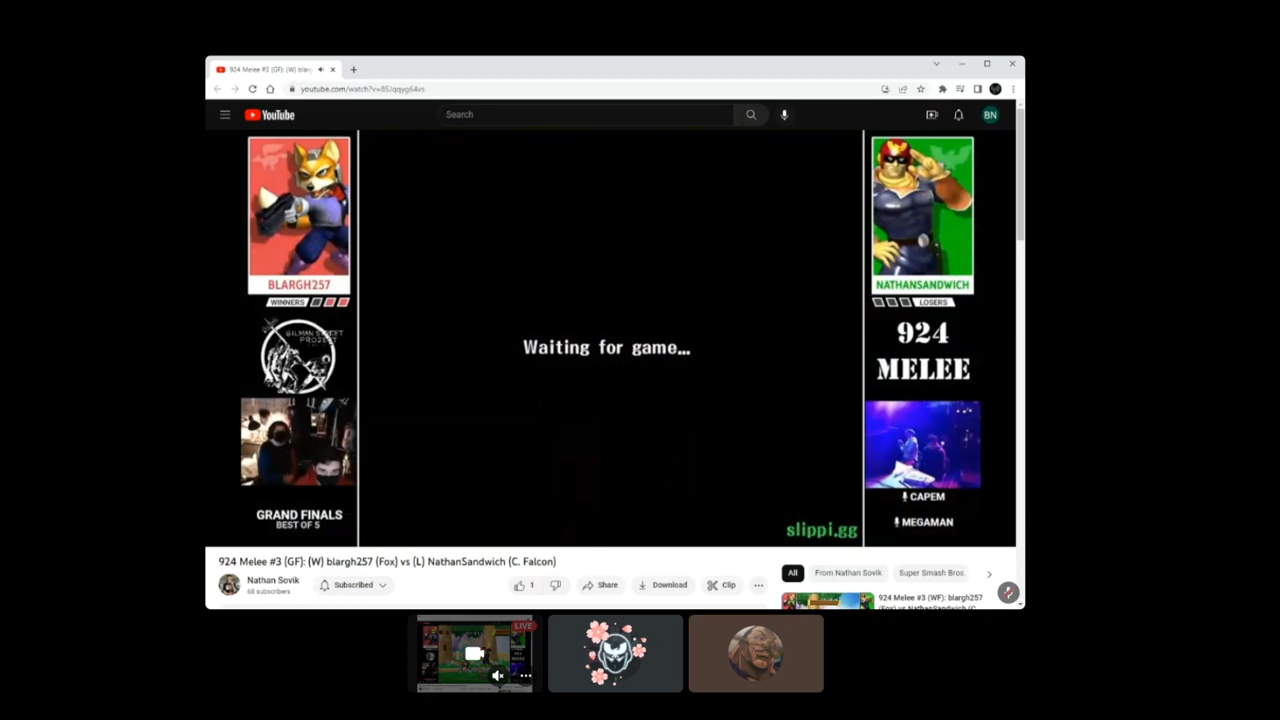 924 Melee #3 (GF): (W) blar
youtube.com/watch?v=85Jqqyg64vs
YouTube
Search
BN
BLARGH257
WINNERS
GILMAN STREET
PROJECT
GRAND FINALS
BEST OF 5
Waiting for game...
slippi.gg
NATHANSANDWICH
LOSERS
924
MELEE
CAPEM
MEGAMAN
924 Melee #3 (GF): (W) blargh257 (Fox) vs (L) NathanSandwich (C. Falcon)
Nathan Sovik
68 subscribers
Subscribed
1
Share
Download
Clip
All
From Nathan Sovik
Super Smash Bros.
924 Melee #3 (WF): blargh257
(Fox) vs NathanSandwich (C.
LIVE